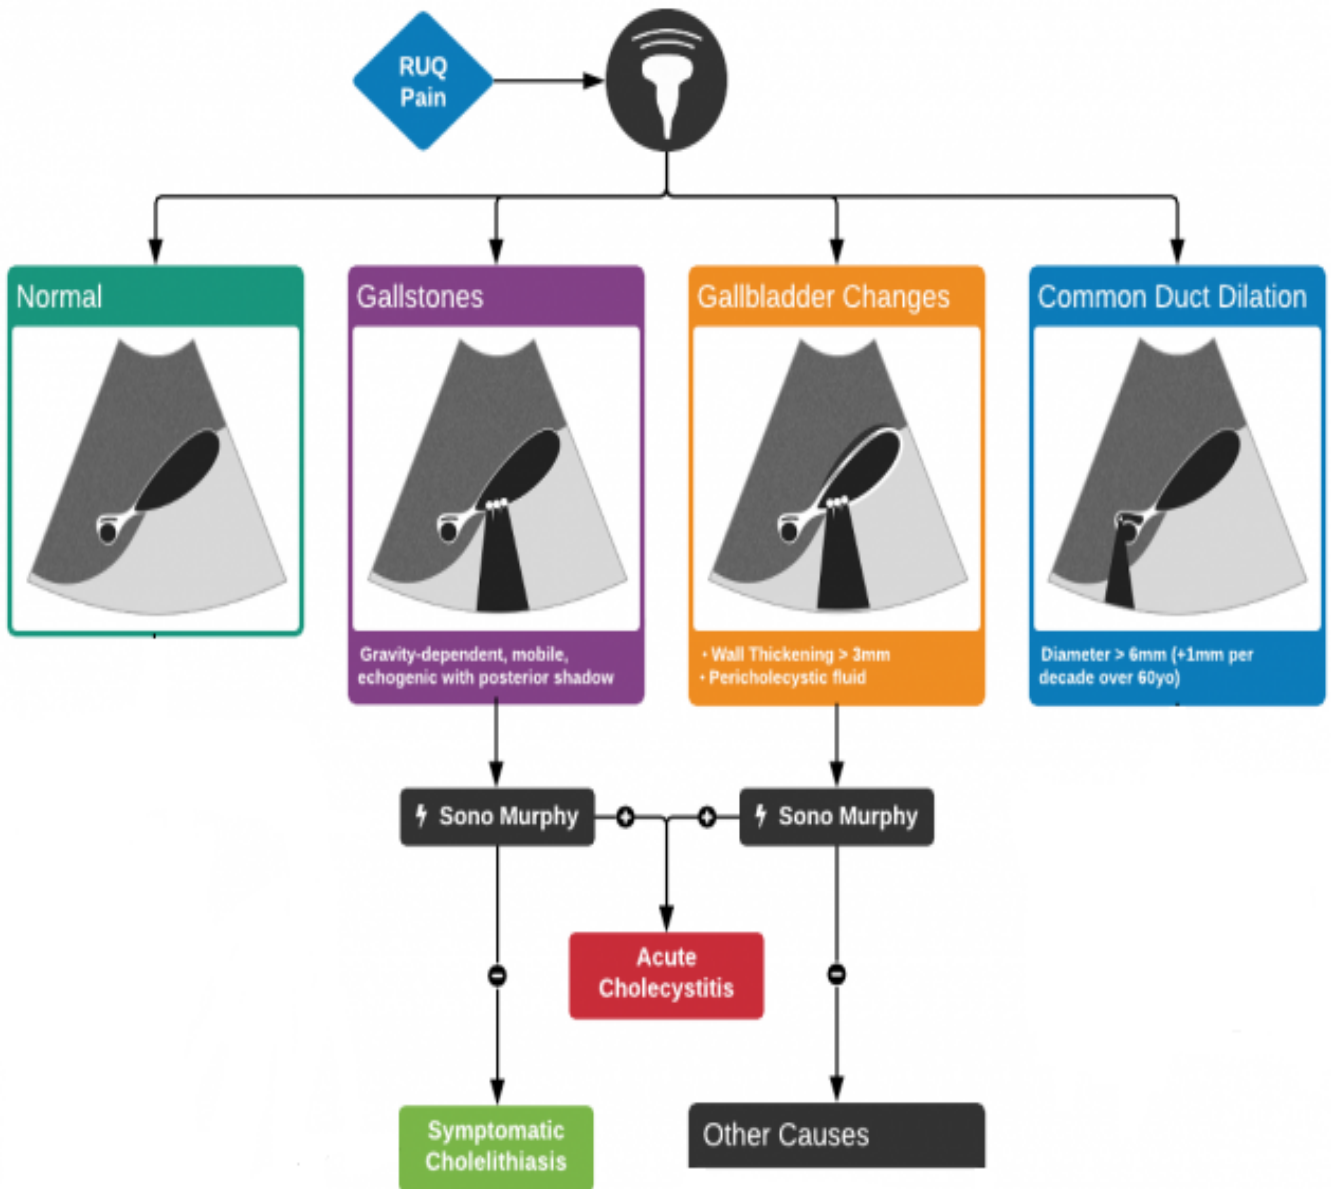 RUQ
Pain
Normal
Gallstones
Gallbladder Changes
Common Duct Dilation
Gravity-dependent, mobile,
echogenic with posterior shadow
• Wall Thickening > 3mm
• Pericholecystic fluid
Diameter > 6mm (+1mm per
decade over 60yo)
Sono Murphy
Sono Murphy
Acute
Cholecystitis
Symptomatic
Cholelithiasis
Other Causes